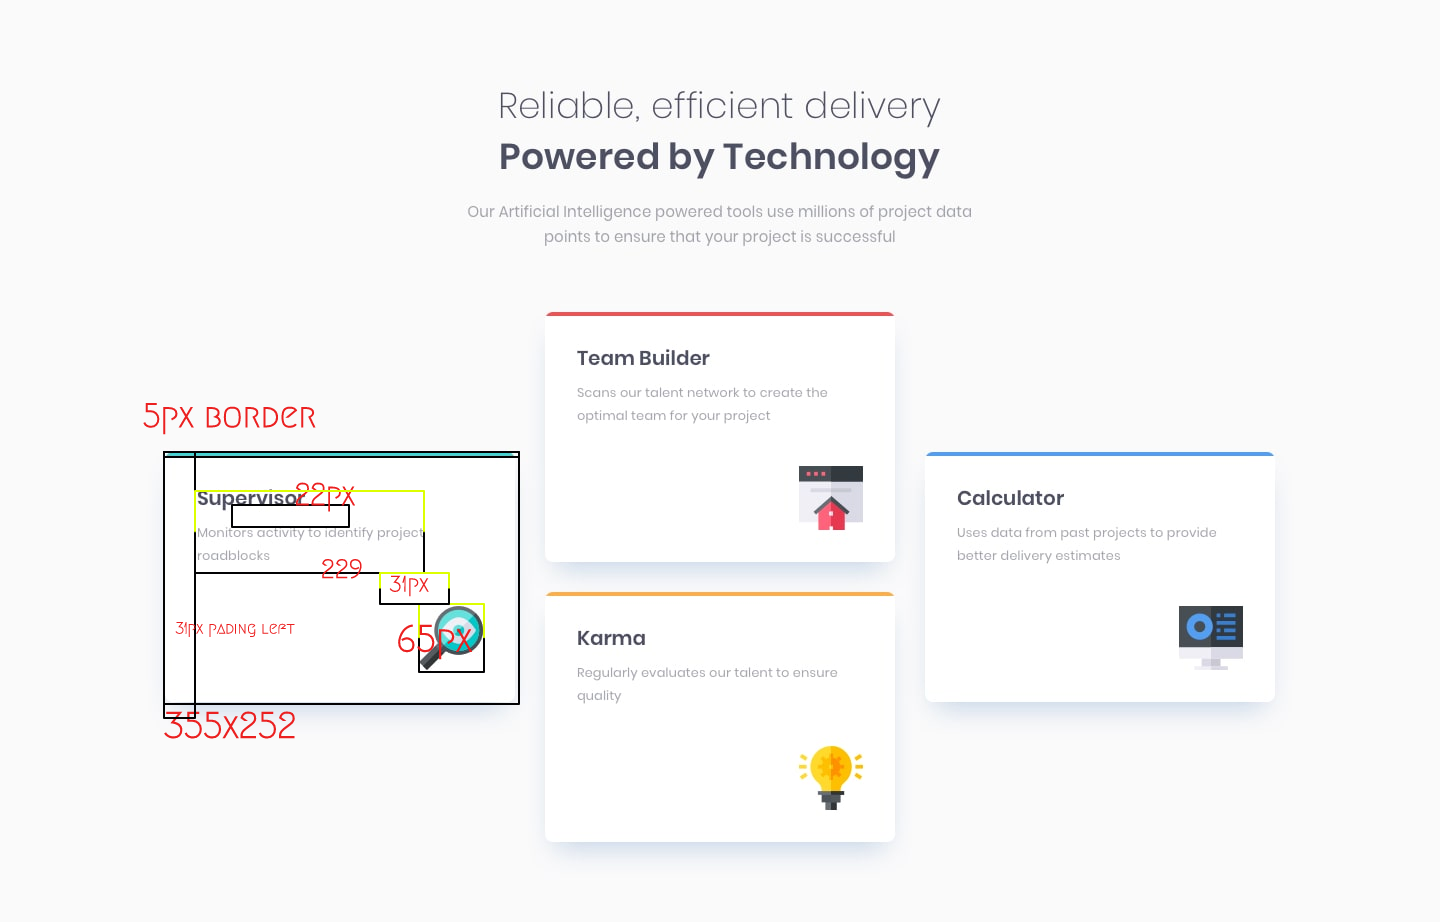 Reliable, efficient delivery
Powered by Technology
Our Artificial Intelligence powered tools use millions of project data
points to ensure that your project is successful
Team Builder
Scans our talent network to create the
optimal team for your project
5px BORDER
Supervisor
22px
Monitors activity to identify project
roadblocks
229
31px
31px PADING LEFT
65px
355x252
Calculator
Uses data from past projects to provide
better delivery estimates
Karma
Regularly evaluates our talent to ensure
quality